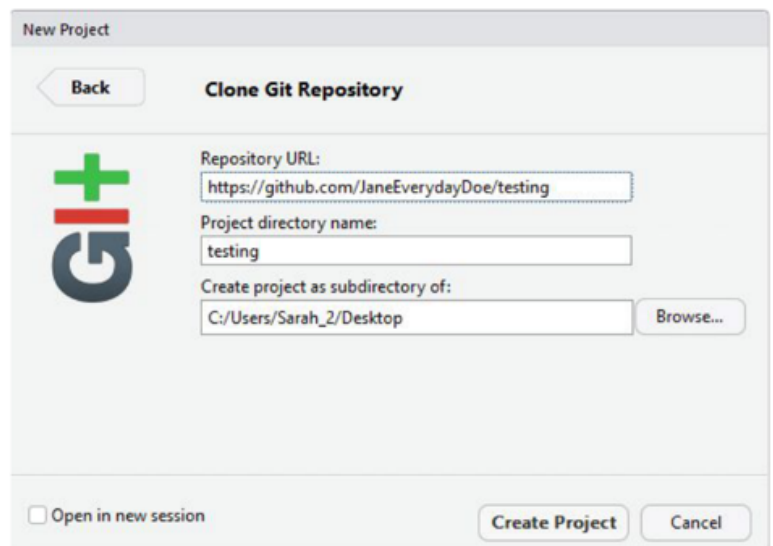 New Project
Back
Clone Git Repository
git
Repository URL:
https://github.com/JaneEverydayDoe/testing
Project directory name:
testing
Create project as subdirectory of:
C:/Users/Sarah_2/Desktop
Browse...
Open in new session
Create Project
Cancel